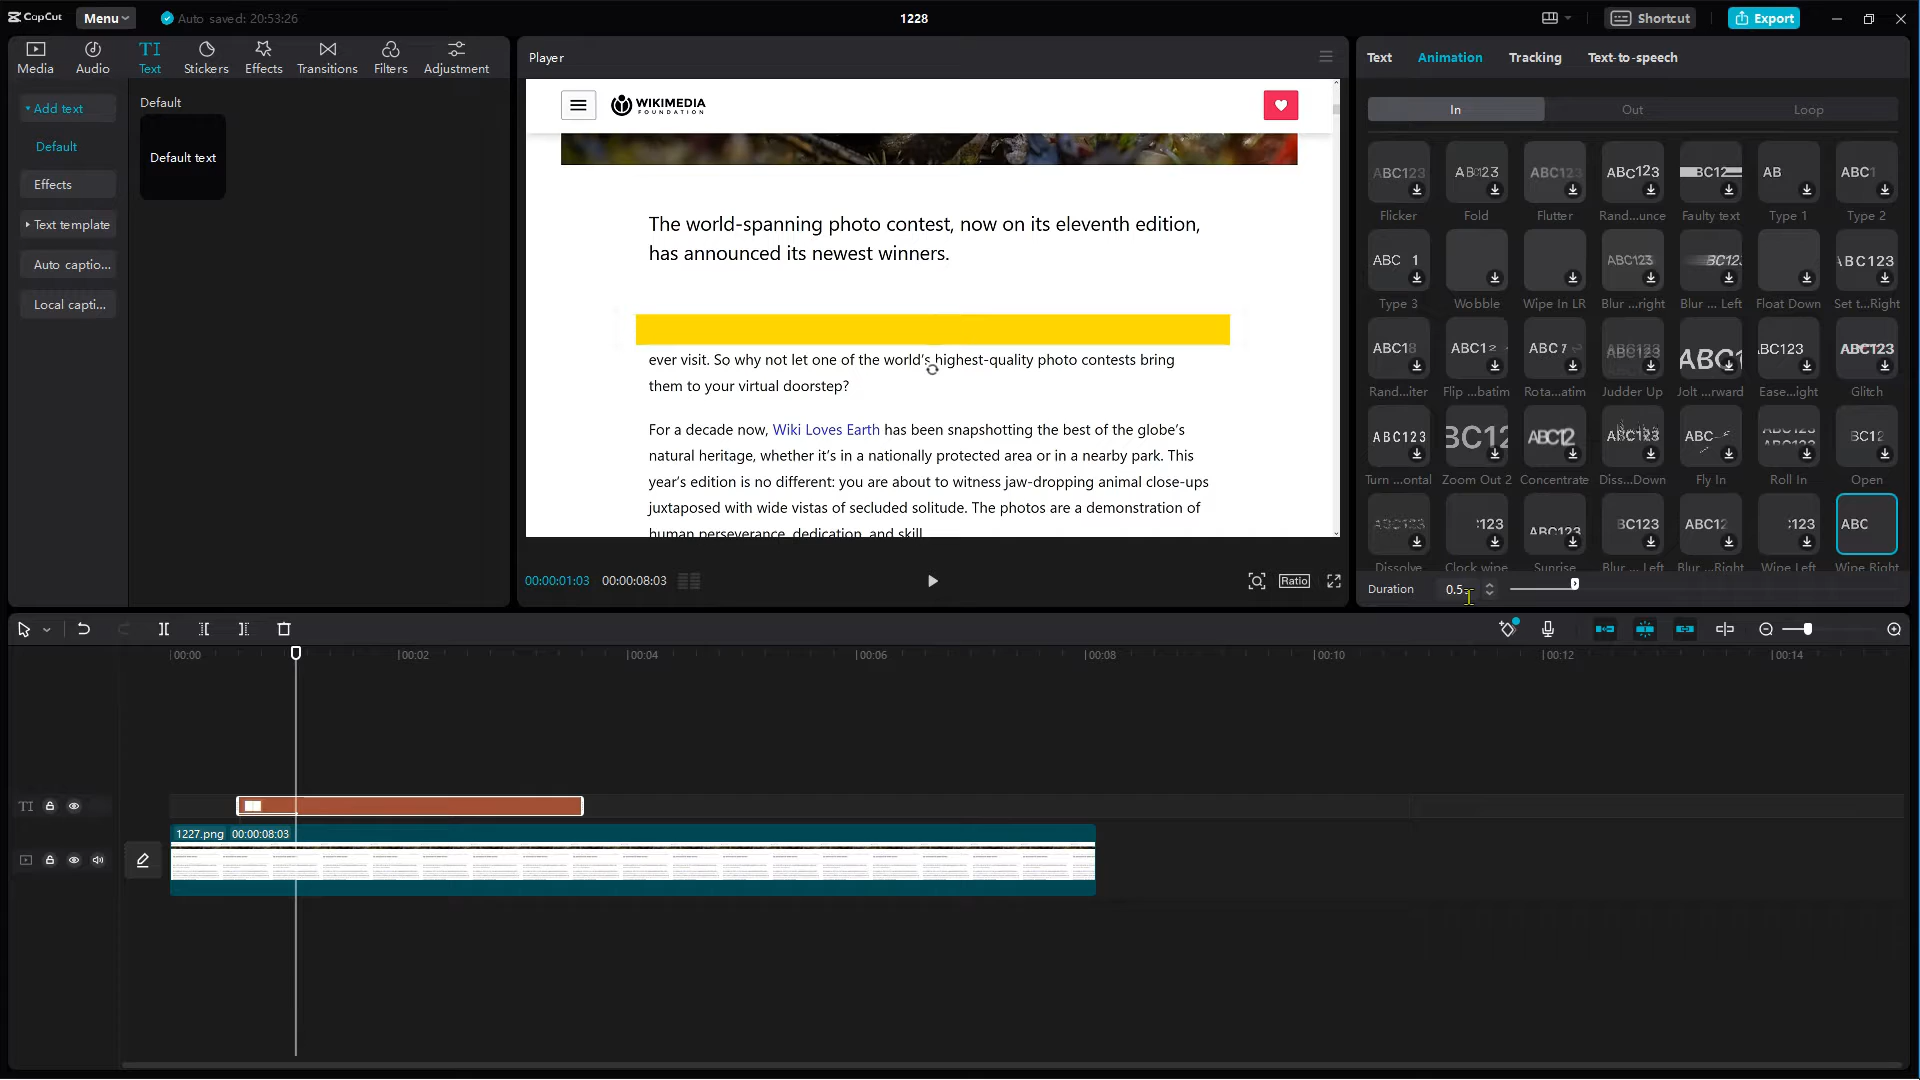 CapCut
Menu
Auto saved: 20:53:26
1228
Shortcut
Export
Media
Audio
TI
Text
Stickers
Effects
Transitions
Filters
Adjustment
Add text
Default
Effects
Text template
Auto captio...
Local capti...
Default
Default text
Player
WIKIMEDIA
FOUNDATION
The world-spanning photo contest, now on its eleventh edition,
has announced its newest winners.
ever visit. So why not let one of the world's highest-quality photo contests bring
them to your virtual doorstep?
For a decade now, Wiki Loves Earth has been snapshotting the best of the globe's
natural heritage, whether it's in a nationally protected area or in a nearby park. This
year's edition is no different: you are about to witness jaw-dropping animal close-ups
juxtaposed with wide vistas of secluded solitude. The photos are a demonstration of
human perseverance, dedication, and skill
00:00:01:03 00:00:08:03
Ratio
Text Animation Tracking Text-to-speech
In Out Loop
ABC123 AB123 ABC123 ABC123 BC12 AB ABC1
Flicker Fold Flutter Rand...unce Faulty text Type 1 Type 2
ABC 1 ABC123 BC123 ABC123
Type 3 Wobble Wipe In LR Blur ...right Blur ... Left Float Down Set t...Right
ABC18 ABC1 ABC 7 ABC123 ABC1 ABC123 ABC123
Rand...iter Flip ...batim Rota...atim Judder Up Jolt ...rward Ease...ight Glitch
ABC123 BC12 ABC12 ABC123 ABC ABC123 BC12
Turn ...ontal Zoom Out 2 Concentrate Diss...Down Fly In Roll In Open
ABC123 :123 ABC123 BC123 ABC12 :123 ABC
Dissolve Clock wipe Sunrise Blur ... Left Blur ...Right Wipe Left Wipe Right
Duration 0.5s
00:00 00:02 00:04 00:06 00:08 00:10 00:12 00:14
TI
1227.png 00:00:08:03